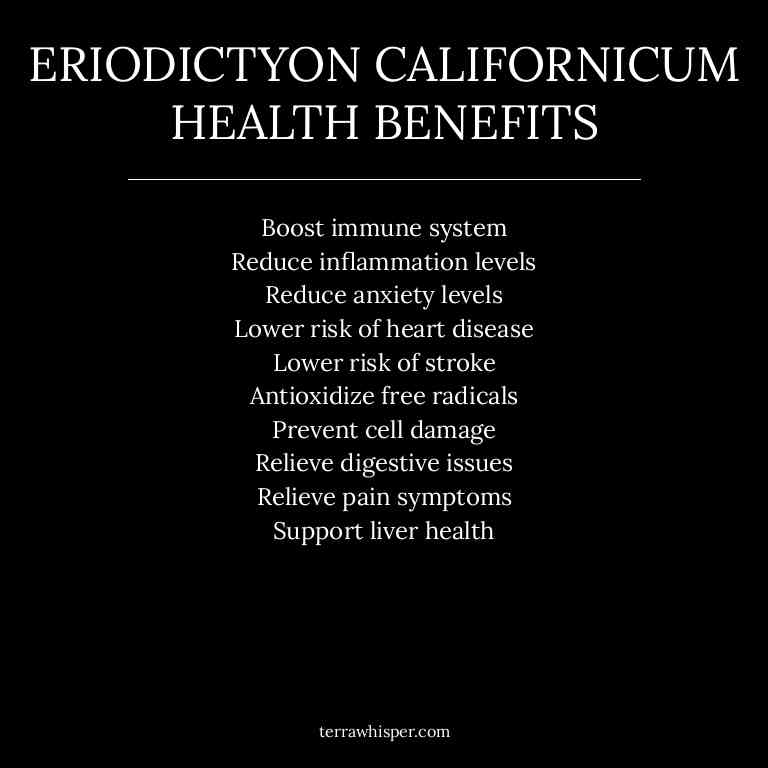 ERIODICTYON CALIFORNICUM
HEALTH BENEFITS
Boost immune system
Reduce inflammation levels
Reduce anxiety levels
Lower risk of heart disease
Lower risk of stroke
Antioxidize free radicals
Prevent cell damage
Relieve digestive issues
Relieve pain symptoms
Support liver health
terrawhisper.com